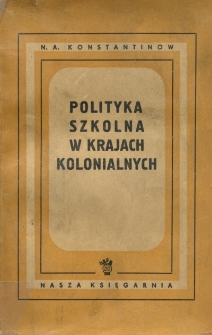 N. A. KONSTANTINOW
POLITYKA
SZKOLNA
W KRAJACH
KOLONIALNYCH
NASZA KSIĘGARNIA